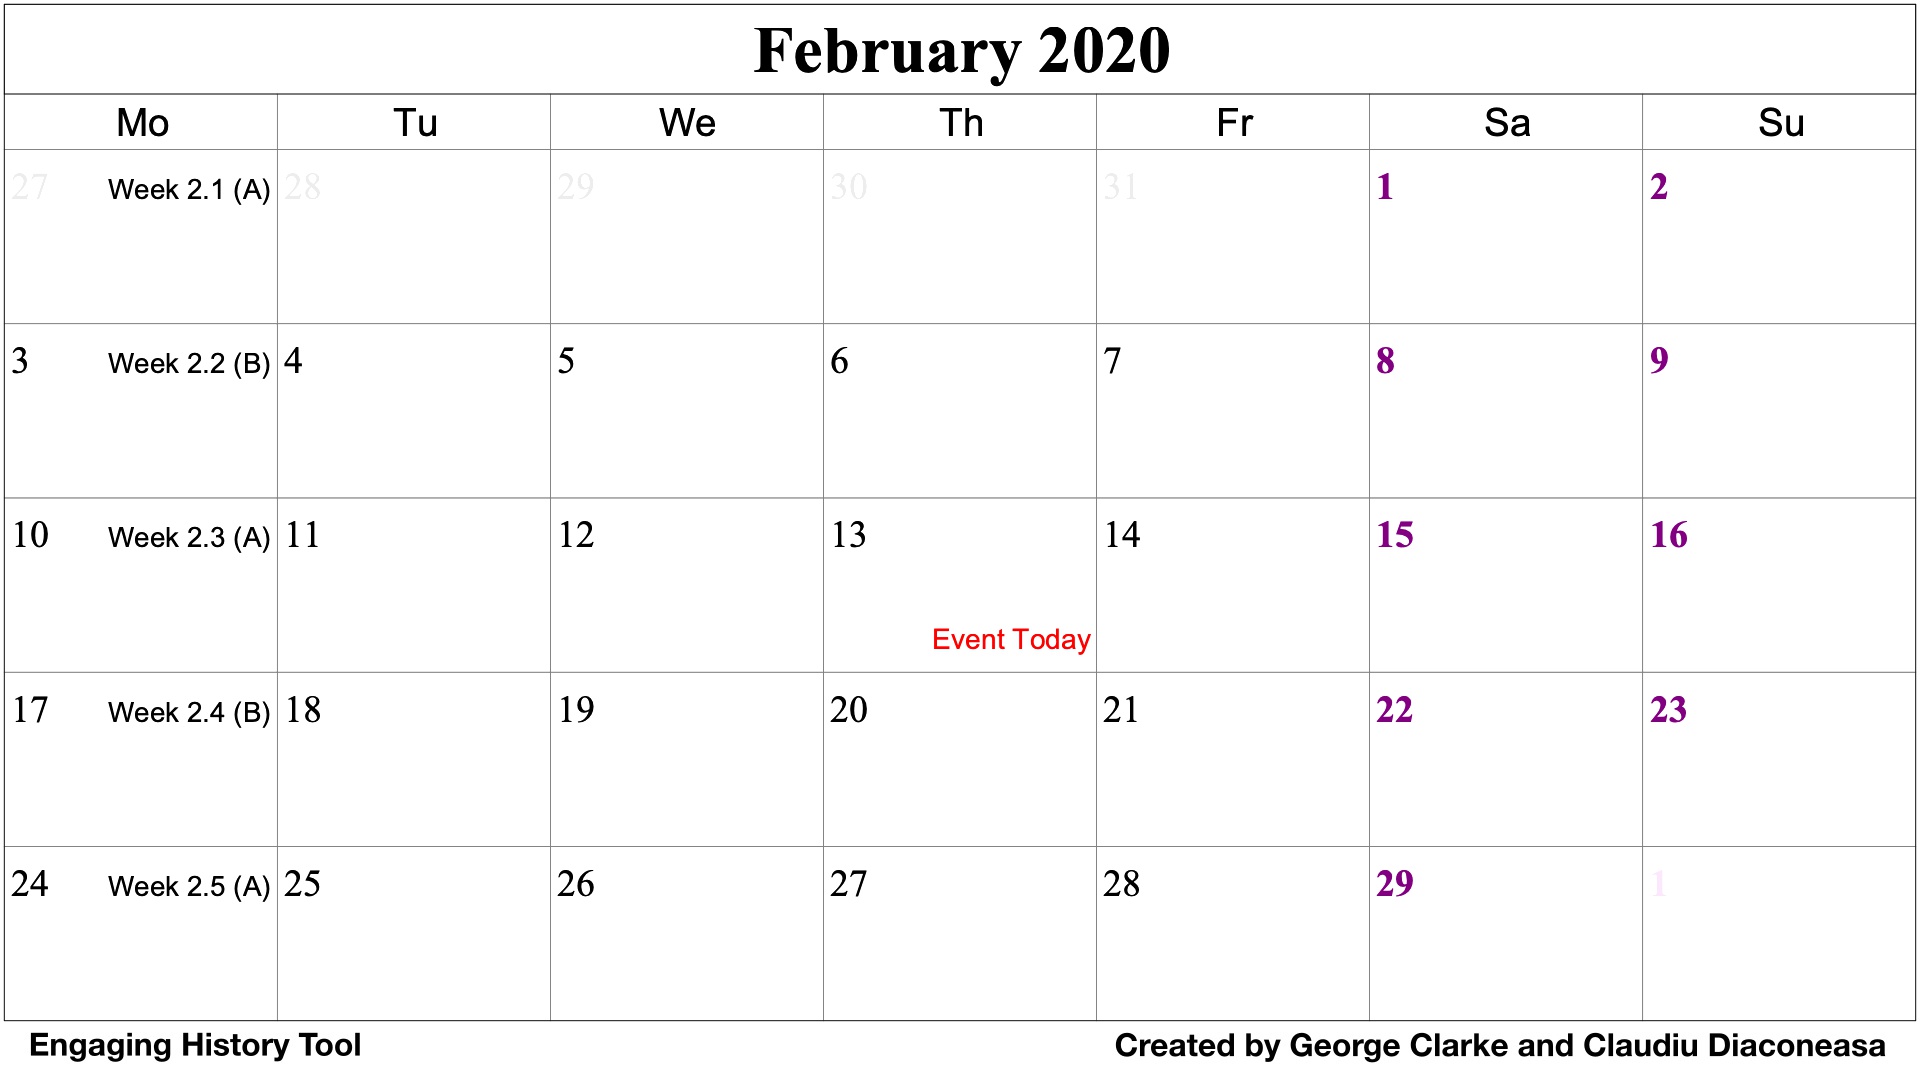 February 2020
Mo Tu We Th Fr Sa Su
27 Week 2.1 (A) 28 29 30 31 1 2
3 Week 2.2 (B) 4 5 6 7 8 9
10 Week 2.3 (A) 11 12 13 14 15 16
Event Today
17 Week 2.4 (B) 18 19 20 21 22 23
24 Week 2.5 (A) 25 26 27 28 29 1
Engaging History Tool Created by George Clarke and Claudiu Diaconeasa